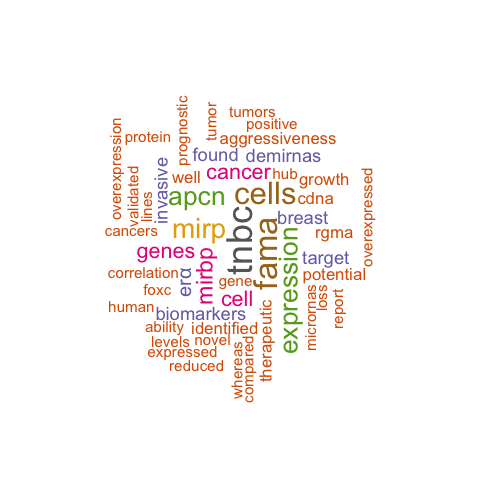 tumors
positive
prognostic
tumor
aggressiveness
overexpression
protein
validated
lines
invasive
found
demirnas
cancer
hub
growth
well
cells
cdna
apcn
overexpressed
cancers
mirp
tnbc
fama
breast
rgma
genes
mirbp
expression
target
correlation
erα
gene
potential
foxc
cell
human
biomarkers
therapeutic
micrornas
loss
report
ability
identified
levels
novel
expressed
reduced
whereas
compared